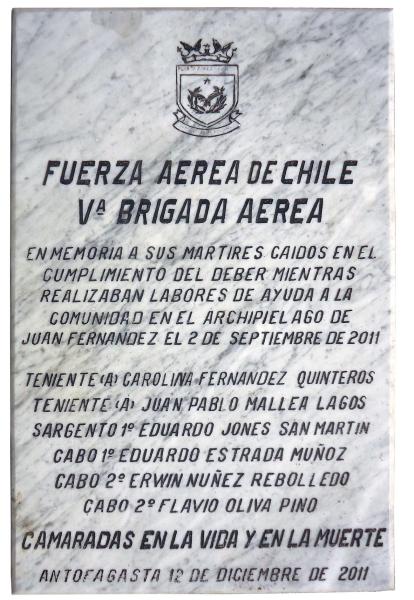 FUERZA AEREA DE CHILE
Vª BRIGADA AEREA
EN MEMORIA A SUS MARTIRES CAIDOS EN EL
CUMPLIMIENTO DEL DEBER MIENTRAS
REALIZABAN LABORES DE AYUDA A LA
COMUNIDAD EN EL ARCHIPIELAGO DE
JUAN FERNANDEZ EL 2 DE SEPTIEMBRE DE 2011
TENIENTE (A) CAROLINA FERNANDEZ QUINTEROS
TENIENTE (A) JUAN PABLO MALLEA LAGOS
SARGENTO 1º EDUARDO JONES SAN MARTIN
CABO 1º EDUARDO ESTRADA MUÑOZ
CABO 2º ERWIN NUÑEZ REBOLLEDO
CABO 2º FLAVIO OLIVA PINO
CAMARADAS EN LA VIDA Y EN LA MUERTE
ANTOFAGASTA 12 DE DICIEMBRE DE 2011